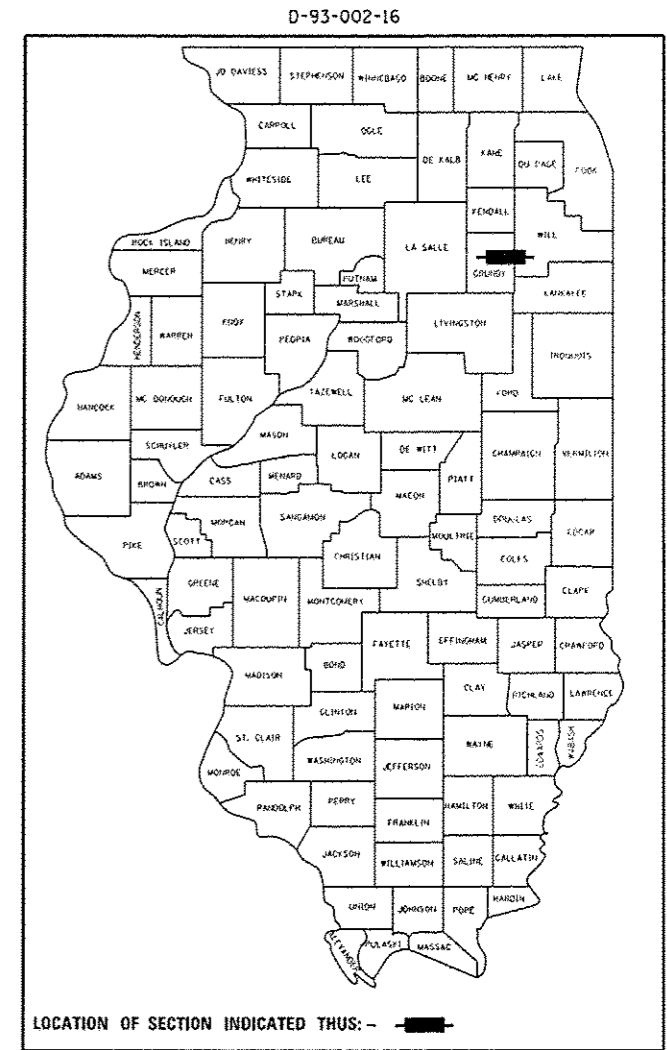 D-93-002-16
JO DAVIESS STEPHENSON WINNEBAGO BOONE MC HENRY LAKE
CARROLL OGLE DE KALB KANE DU PAGE COOK
WHITESIDE LEE KENDALL WILL
ROCK ISLAND HENRY BUREAU LA SALLE GRUNDY
MERCER PUTNAM KANKAKEE
STARK MARSHALL LIVINGSTON
HENDERSON WARREN KNOX PEORIA WOODFORD IROQUOIS
HANCOCK MC DONOUGH FULTON TAZEWELL MC LEAN FORD
MASON
SCHUYLER LOGAN DE WITT CHAMPAIGN VERMILION
ADAMS BROWN CASS MENARD MACON PIATT
MORGAN SANGAMON DOUGLAS EDGAR
PIKE SCOTT CHRISTIAN MOULTRIE COLES
GREENE SHELBY CLARK
CALHOUN MACOUPIN MONTGOMERY CUMBERLAND
JERSEY FAYETTE EFFINGHAM JASPER CRAWFORD
MADISON BOND
CLAY RICHLAND LAWRENCE
CLINTON MARION
ST. CLAIR WAYNE EDWARDS WABASH
WASHINGTON JEFFERSON
MONROE
RANDOLPH PERRY HAMILTON WHITE
FRANKLIN
JACKSON WILLIAMSON SALINE GALLATIN
UNION JOHNSON POPE HARDIN
ALEXANDER PULASKI MASSAC
LOCATION OF SECTION INDICATED THUS: -